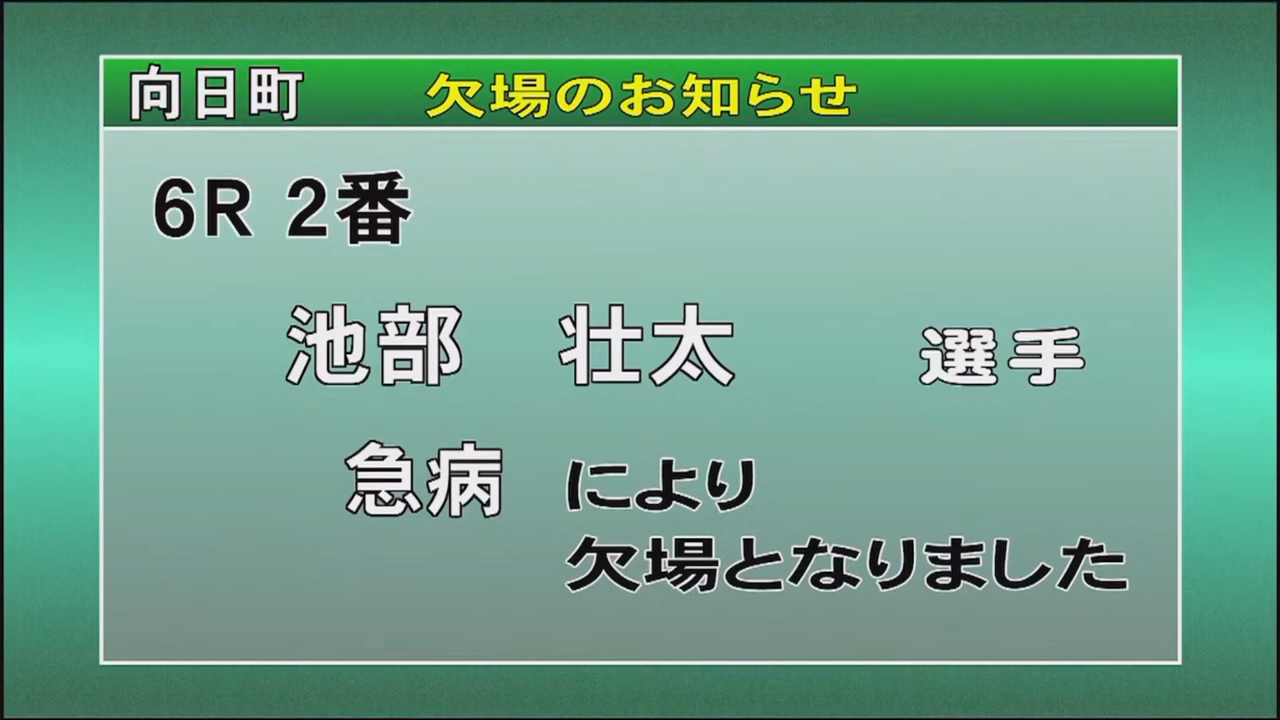 向日町 欠場のお知らせ
6R 2番
池部 壮太 選手
急病 により
欠場となりました